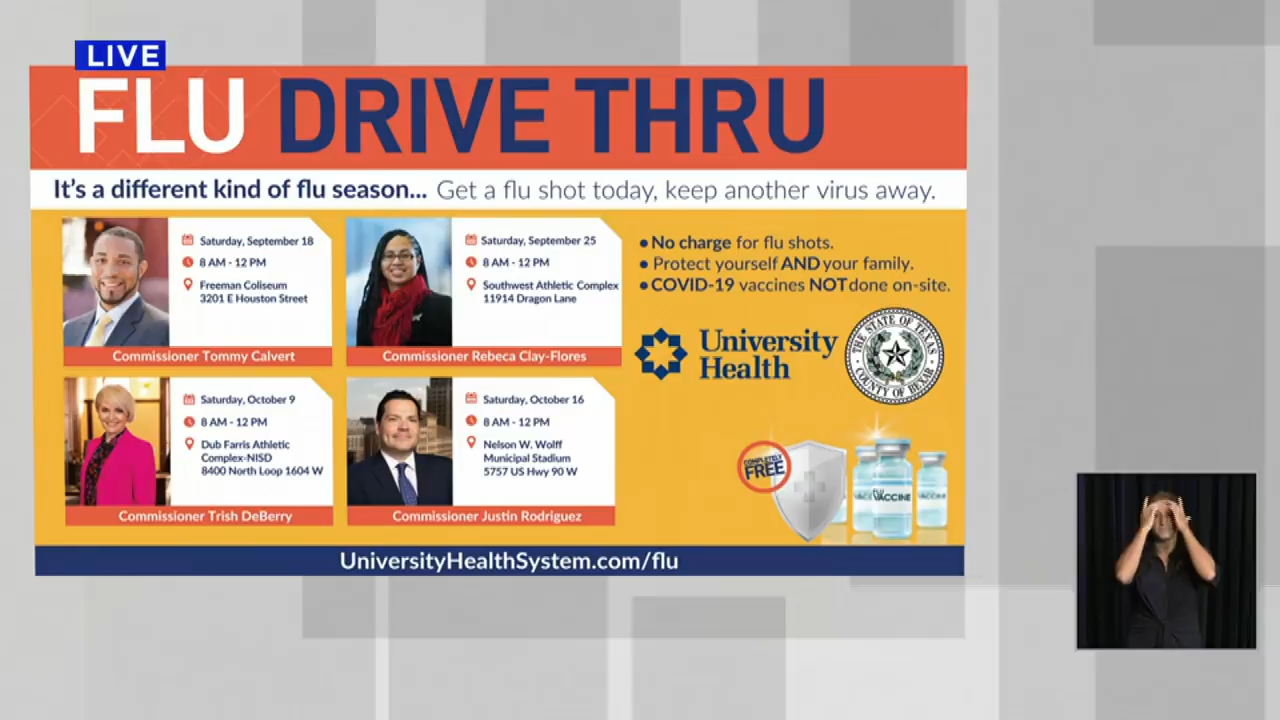 LIVE
FLU DRIVE THRU
It's a different kind of flu season... Get a flu shot today, keep another virus away.
Saturday, September 18
8 AM - 12 PM
Freeman Coliseum
3201 E Houston Street
Commissioner Tommy Calvert
Saturday, September 25
8 AM - 12 PM
Southwest Athletic Complex
11914 Dragon Lane
Commissioner Rebeca Clay-Flores
Saturday, October 9
8 AM - 12 PM
Dub Farris Athletic
Complex-NISD
8400 North Loop 1604 W
Commissioner Trish DeBerry
Saturday, October 16
8 AM - 12 PM
Nelson W. Wolff
Municipal Stadium
5757 US Hwy 90 W
Commissioner Justin Rodriguez
• No charge for flu shots.
• Protect yourself AND your family.
• COVID-19 vaccines NOT done on-site.
University
Health
THE STATE OF TEXAS
COUNTY OF BEXAR
COMPLETELY
FREE
FLU
VACCINE
UniversityHealthSystem.com/flu